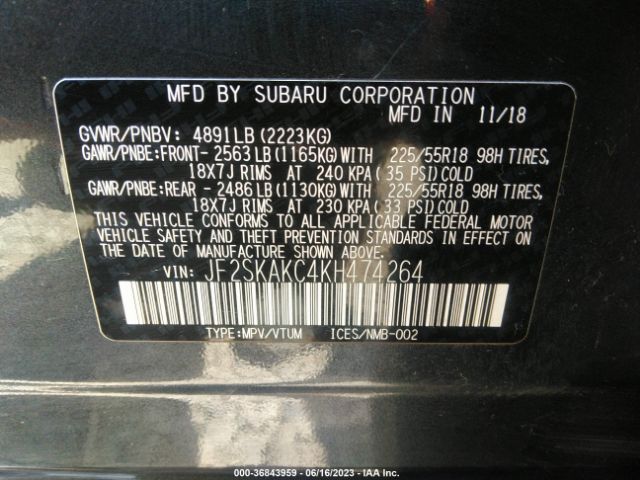 MFD BY SUBARU CORPORATION
MFD IN 11/18
GVWR/PNBV: 4891LB(2223KG)
GAWR/PNBE:FRONT-2563LB(1165KG)WITH 225/55R18 98H TIRES,
18X7J RIMS AT 240 KPA(35 PSI)COLD
GAWR/PNBE:REAR -2486LB(1130KG)WITH 225/55R18 98H TIRES,
18X7J RIMS AT 230 KPA(33 PSI)COLD
THIS VEHICLE CONFORMS TO ALL APPLICABLE FEDERAL MOTOR
VEHICLE SAFETY AND THEFT PREVENTION STANDARDS IN EFFECT
ON THE DATE OF MANUFACTURE SHOWN ABOVE.
VIN: JF2SKAKC4KH474264
TYPE:MPV/VTUM ICES/NMB-002
000-36843959 - 06/16/2023 - IAA Inc.